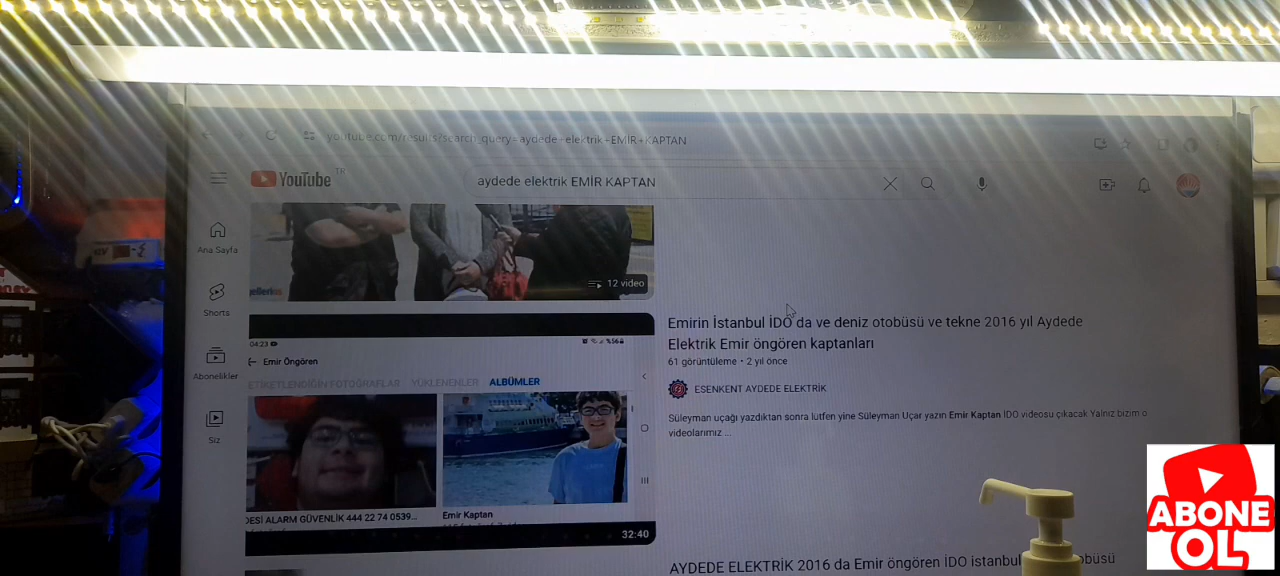 youtube.com/results?search_query=aydede+elektrik+EMİR+KAPTAN
YouTube TR
aydede elektrik EMİR KAPTAN
Ana Sayfa
Shorts
Abonelikler
Siz
12 video
04:23
%56
Emir Öngören
ETİKETLENDİĞİN FOTOĞRAFLAR YÜKLENENLER ALBÜMLER
DESİ ALARM GÜVENLİK 444 22 74 0539...
Emir Kaptan
32:40
Emirin İstanbul İDO da ve deniz otobüsü ve tekne 2016 yıl Aydede
Elektrik Emir öngören kaptanları
61 görüntüleme • 2 yıl önce
ESENKENT AYDEDE ELEKTRİK
Süleyman uçağı yazdıktan sonra lütfen yine Süleyman Uçar yazın Emir Kaptan İDO videosu çıkacak Yalnız bizim o
videolarımız ...
AYDEDE ELEKTRİK 2016 da Emir öngören İDO istanbul
ABONE
OL